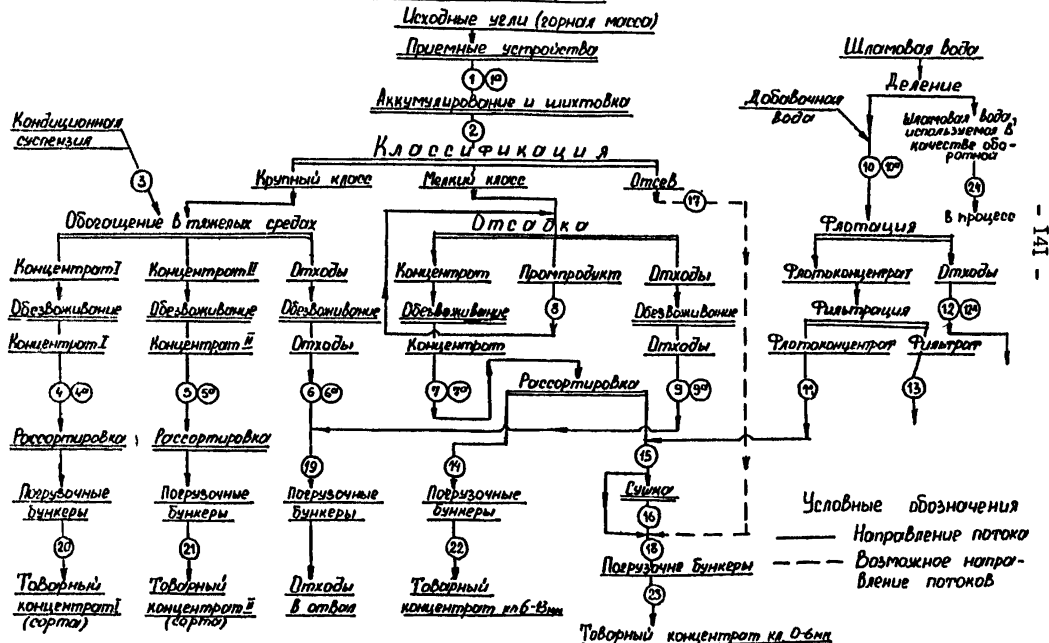 Исходные угли (горная масса)
Приемные устройства
1 1а
Аккумулирование и шихтовка
2
Классификация
Крупный класс
Мелкий класс
Отсев
17
Кондиционная
суспензия
3
Обогащение в тяжелых средах
Концентрат I
Концентрат II
Отходы
Обезвоживание
Обезвоживание
Обезвоживание
Концентрат I
Концентрат II
Отходы
4 4а
5 5а
6 6а
Рассортировка
Рассортировка
19
Погрузочные
бункеры
Погрузочные
бункеры
Погрузочные
бункеры
20
21
Товарный
концентрат I
(сорта)
Товарный
концентрат II
(сорта)
Отходы
в отвал
Отсадка
Концентрат
Промпродукт
Отходы
Обезвоживание
8
Обезвоживание
Концентрат
Отходы
7 7а
Рассортировка
9 9а
14
15
Погрузочные
бункеры
Сушка
16
22
18
Погрузочне бункеры
Товарный
концентрат кл 6-13мм
23
Товарный концентрат кл. 0-6мм
Шламовая вода
Деление
Добавочная
вода
Шламовая вода,
используемая в
качестве обо-
ротной
10 10а
24
В процесс
Флотация
Флотоконцентрат
Отходы
Фильтрация
12 12а
Флотоконцентрат
Фильтрат
11
13
Условные обозначения
Направление потока
Возможное направ-
ление потоков
- I4I -